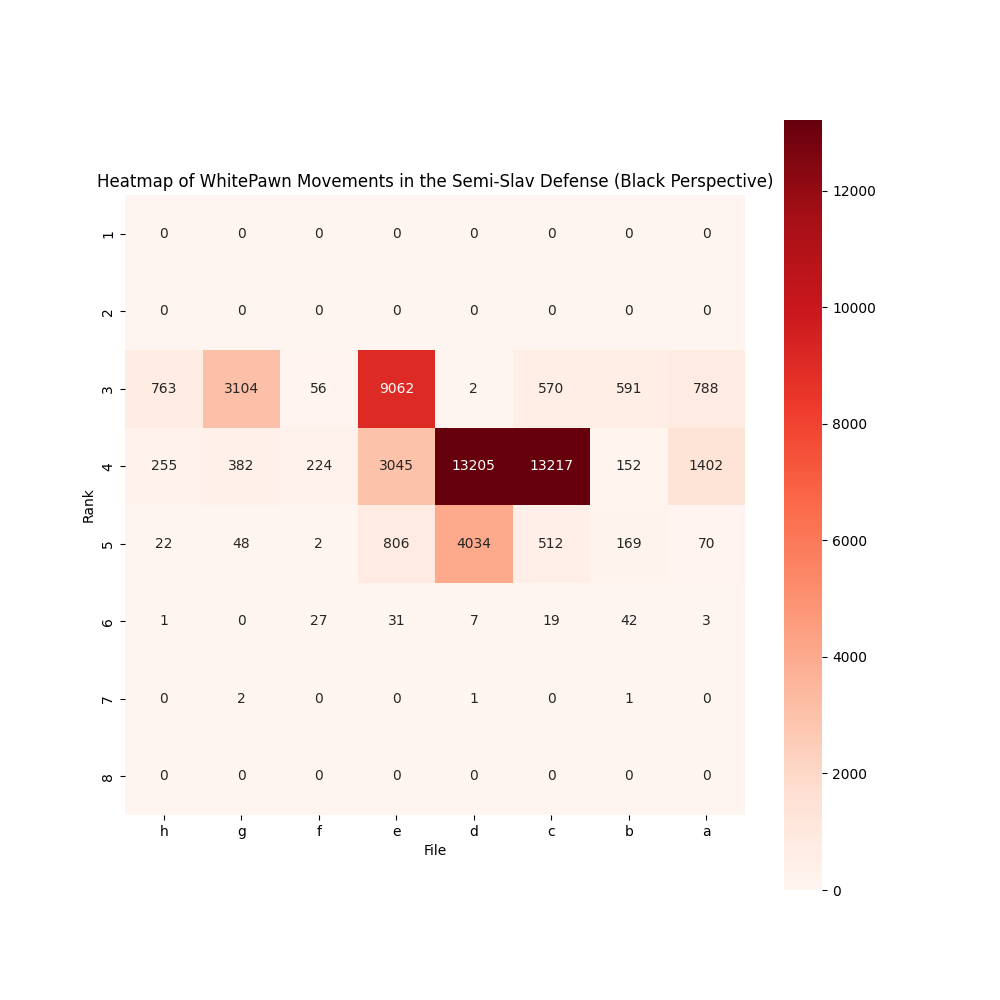 Heatmap of WhitePawn Movements in the Semi-Slav Defense (Black Perspective)
1 0 0 0 0 0 0 0 0
2 0 0 0 0 0 0 0 0
3 763 3104 56 9062 2 570 591 788
4 255 382 224 3045 13205 13217 152 1402
5 22 48 2 806 4034 512 169 70
6 1 0 27 31 7 19 42 3
7 0 2 0 0 1 0 1 0
8 0 0 0 0 0 0 0 0
h g f e d c b a
File
Rank
12000
10000
8000
6000
4000
2000
0